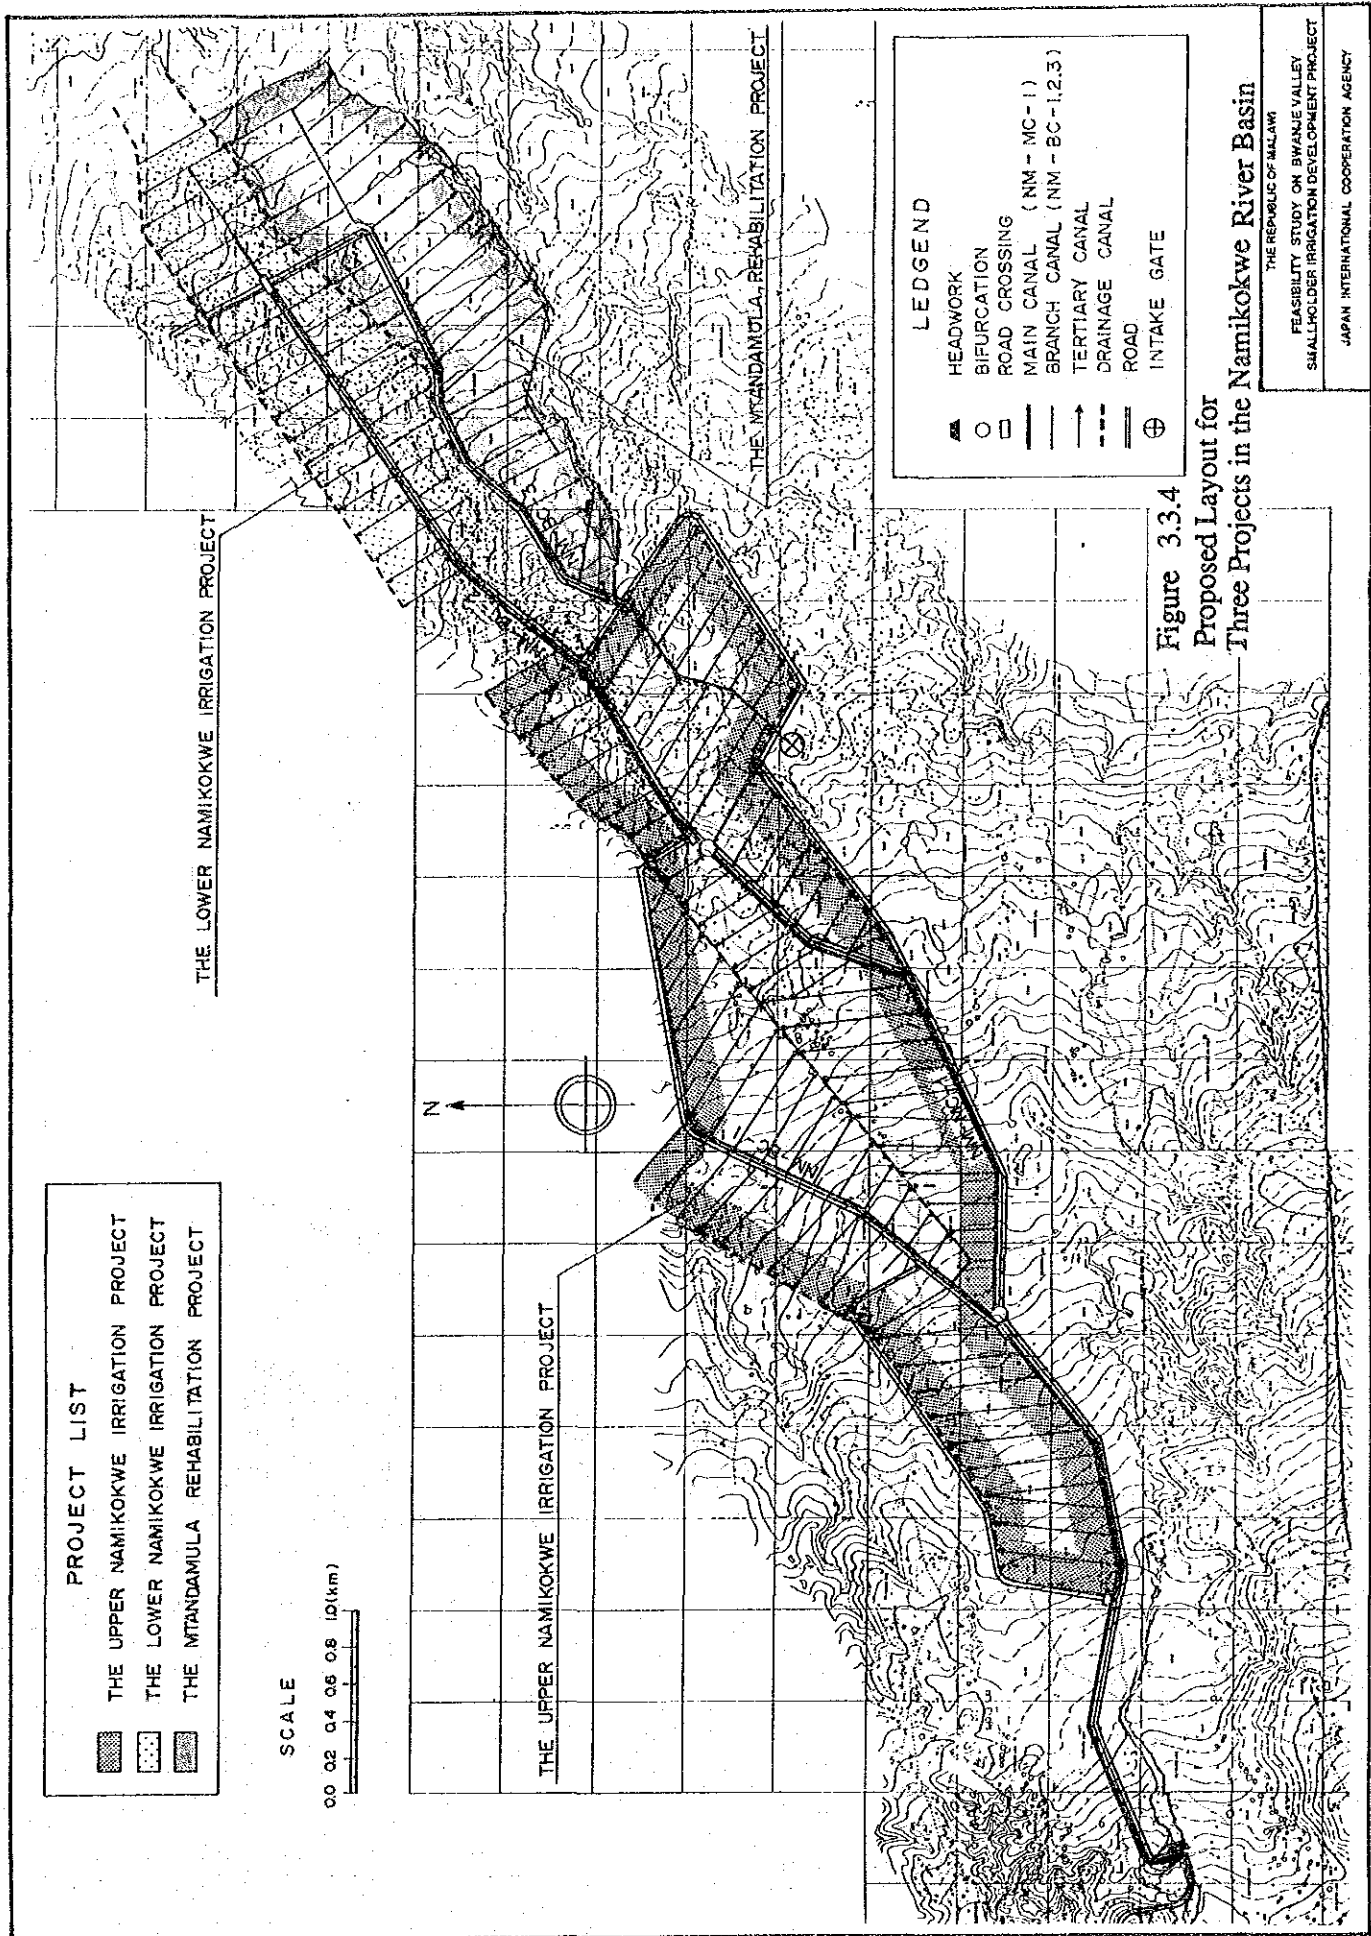 PROJECT LIST
THE UPPER NAMIKOKWE IRRIGATION PROJECT
THE LOWER NAMIKOKWE IRRIGATION PROJECT
THE MTANDAMULA REHABILITATION PROJECT
SCALE
0.0 0.2 0.4 0.6 0.8 1.0(km)
THE UPPER NAMIKOKWE IRRIGATION PROJECT
N
THE LOWER NAMIKOKWE IRRIGATION PROJECT
THE MTANDAMULA REHABILITATION PROJECT
LEDGEND
HEADWORK
BIFURCATION
ROAD CROSSING
MAIN CANAL (NM-MC-1)
BRANCH CANAL (NM-BC-1.2.3)
TERTIARY CANAL
DRAINAGE CANAL
ROAD
INTAKE GATE
Figure 3.3.4
Proposed Layout for
Three Projects in the Namikokwe River Basin
THE REPUBLIC OF MALAWI
FEASIBILITY STUDY ON BWANJE VALLEY
SMALLHOLDER IRRIGATION DEVELOPMENT PROJECT
JAPAN INTERNATIONAL COOPERATION AGENCY